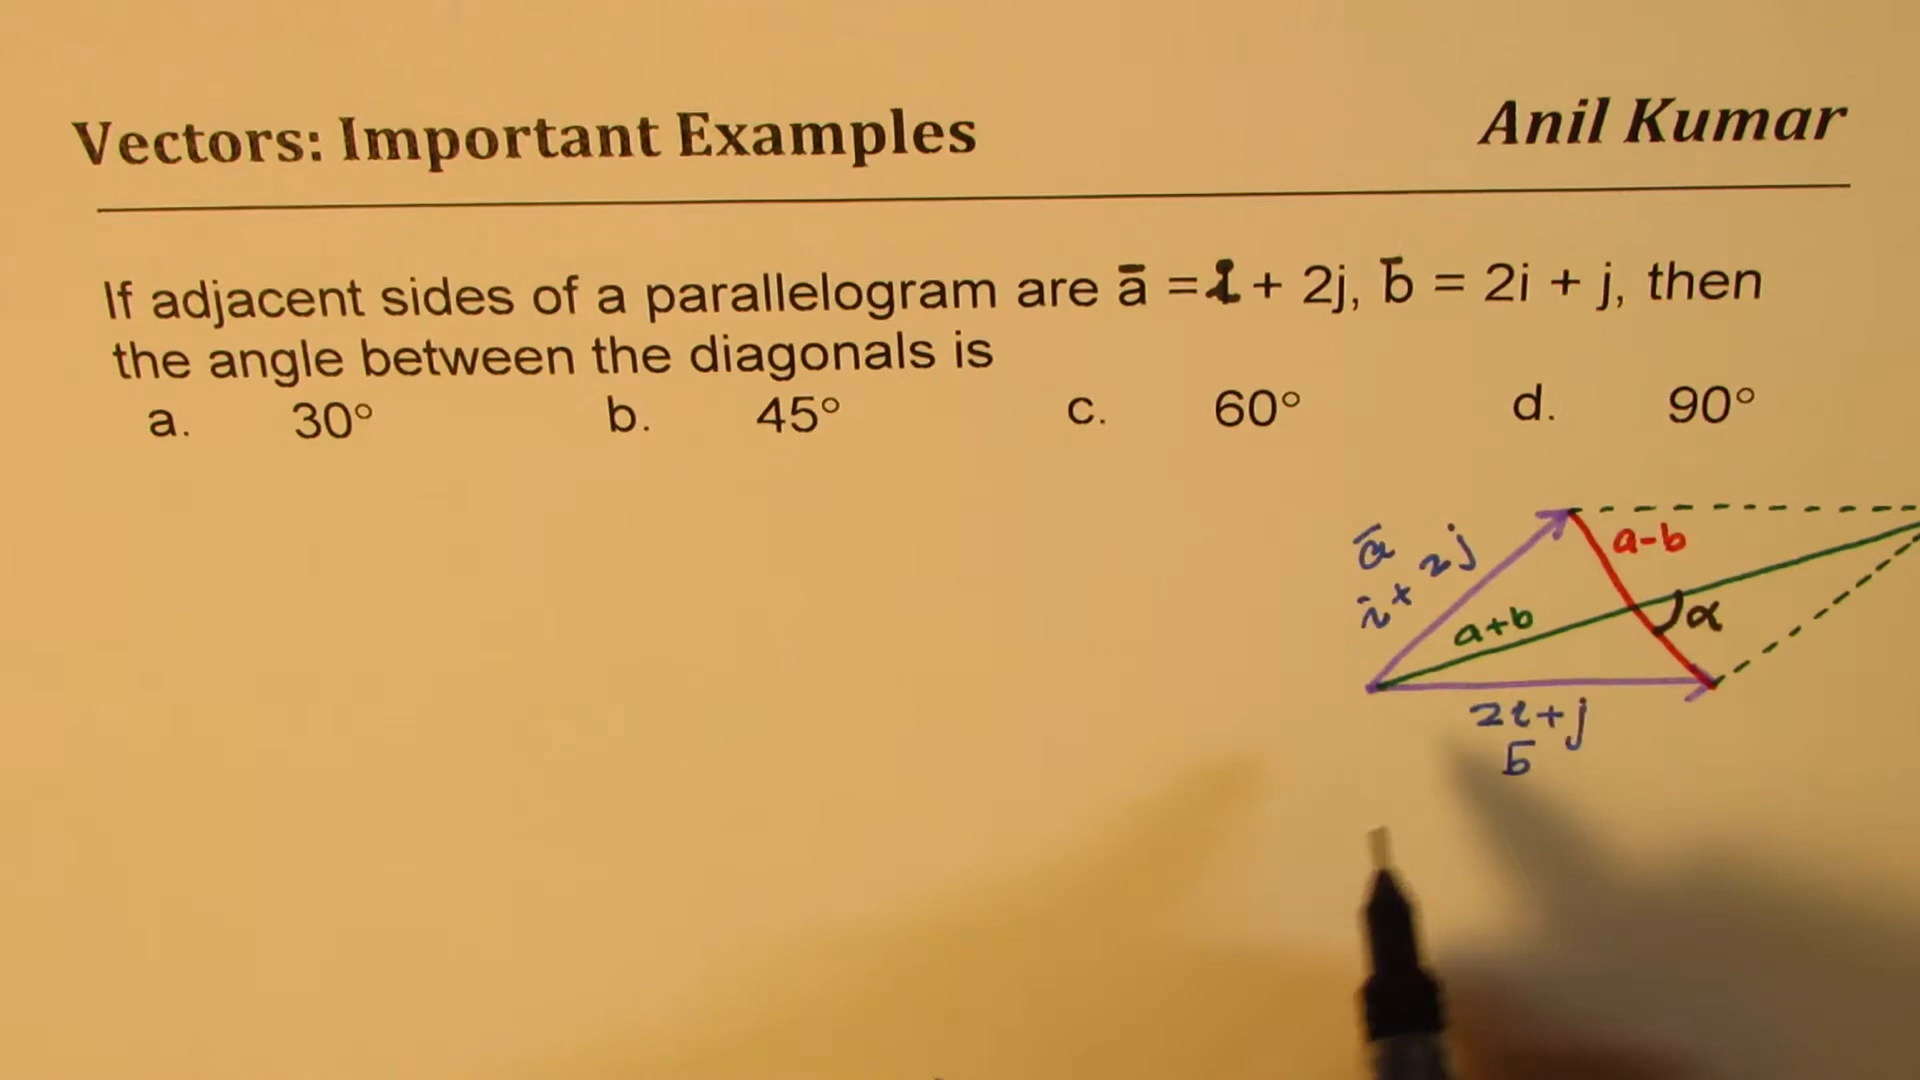 Vectors: Important Examples
Anil Kumar
If adjacent sides of a parallelogram are a̅ = i + 2j, b̅ = 2i + j, then
the angle between the diagonals is
a. 30° b. 45° c. 60° d. 90°
a̅
i + 2j
a-b
a+b
α
2i+j
b̅